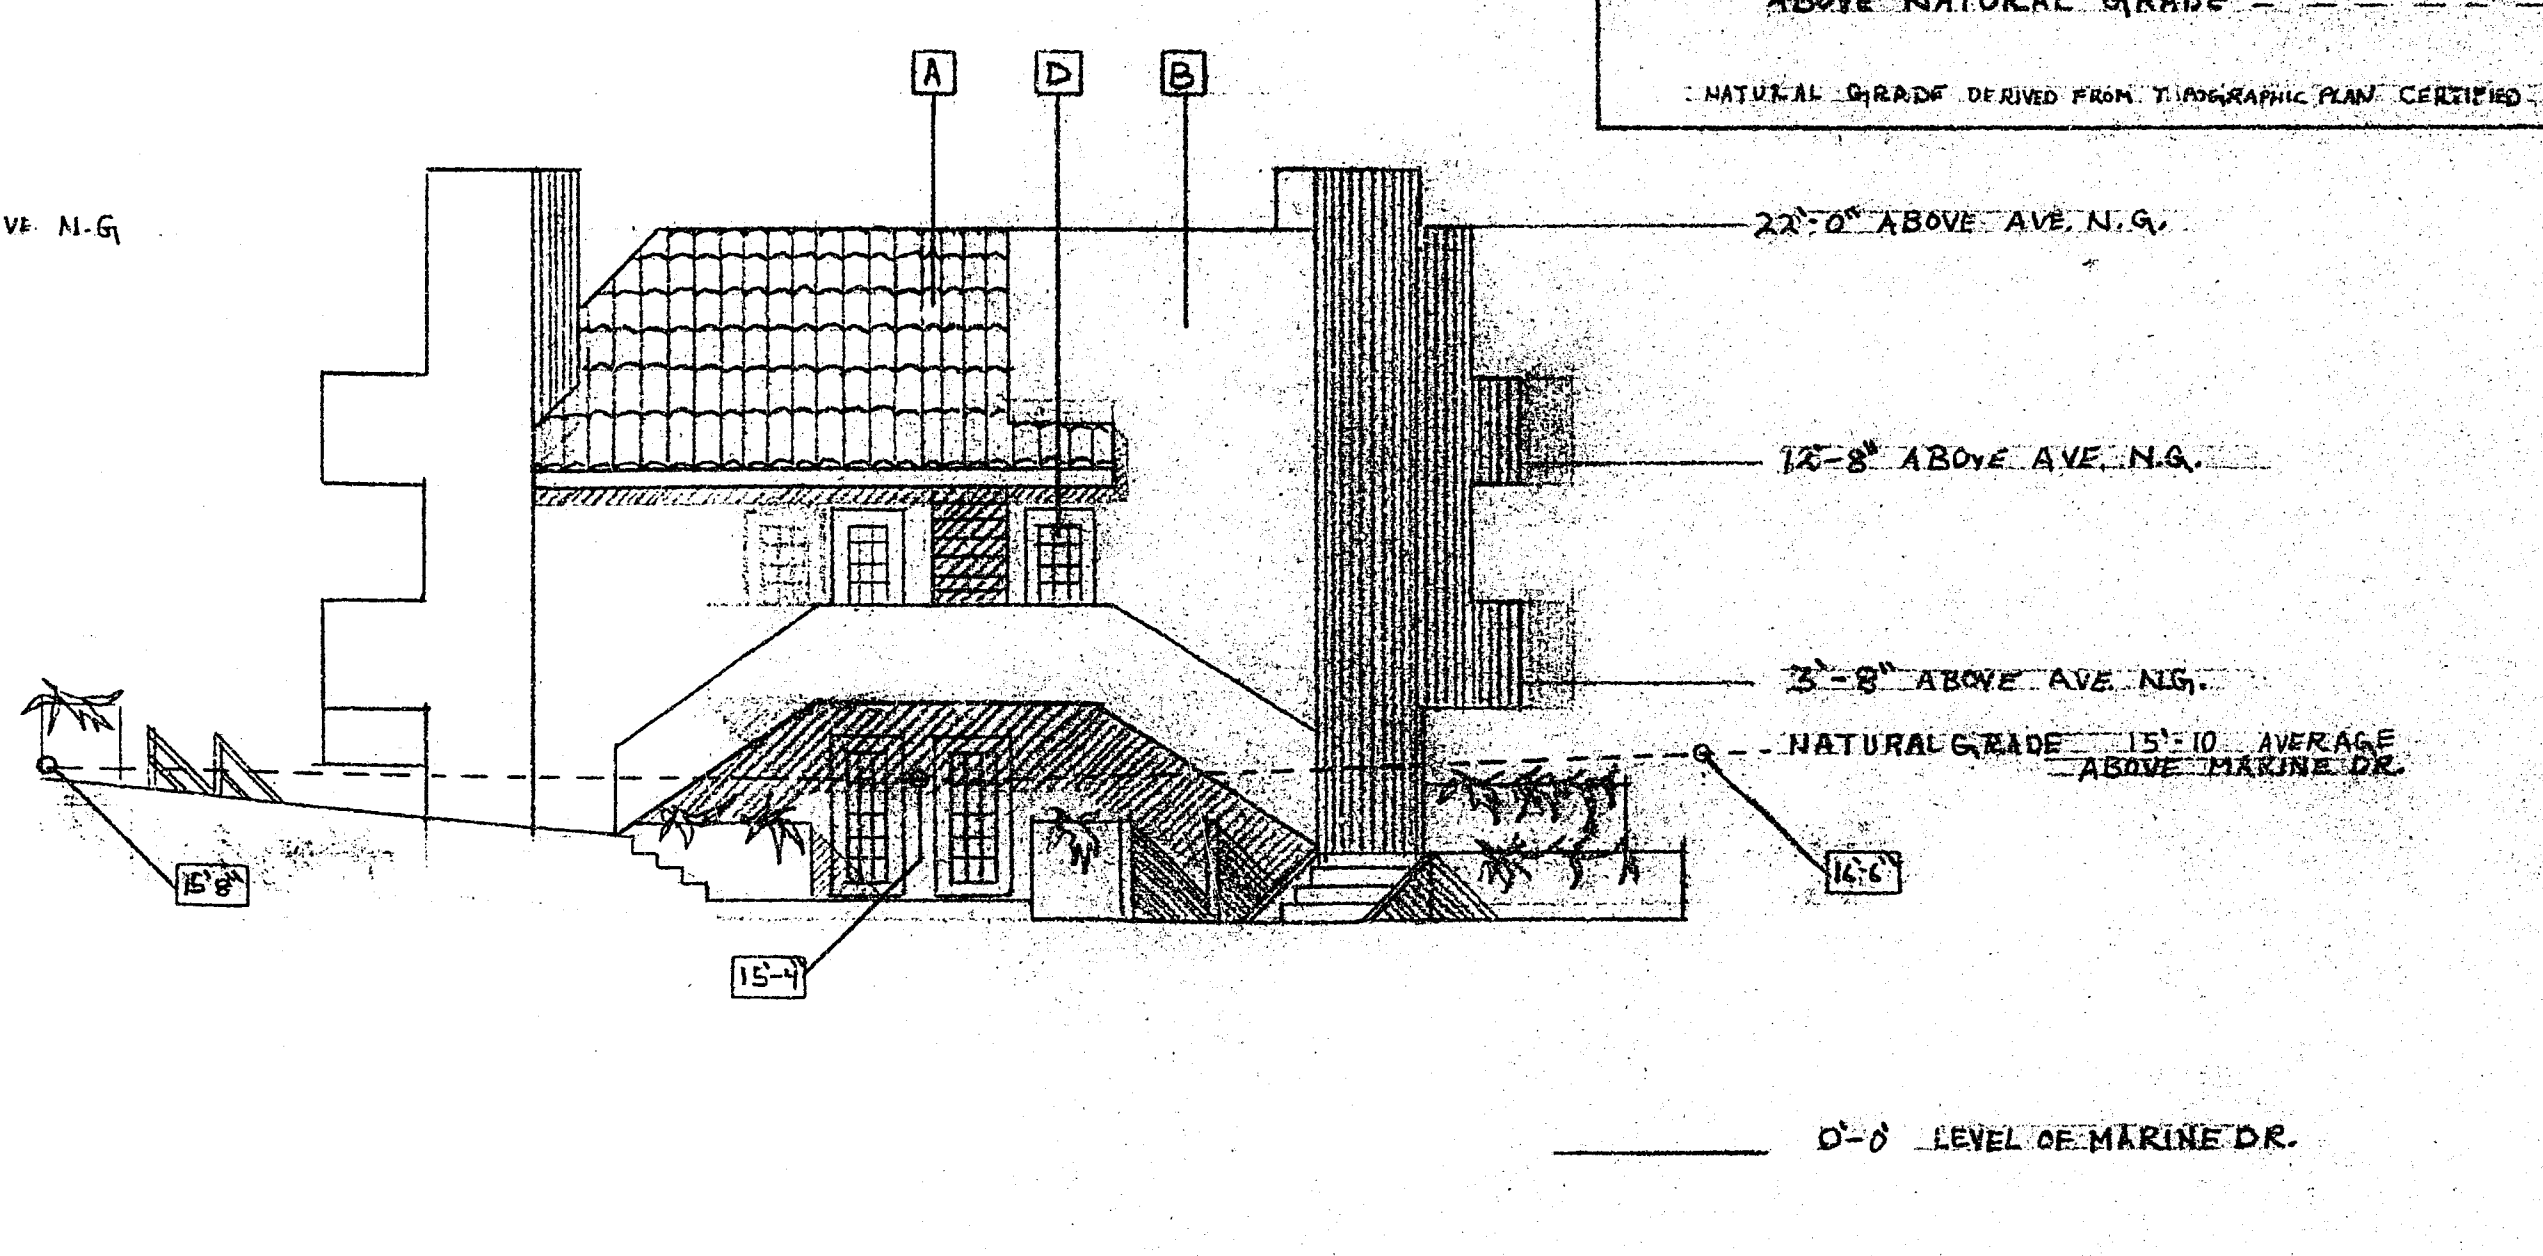 ABOVE NATURAL GRADE
NATURAL GRADE DERIVED FROM TIPOGRAPHIC PLAN CERTIFIED
A
D
B
VE. N.G
22'-0" ABOVE AVE. N.G.
12'-8" ABOVE AVE. N.G.
3'-8" ABOVE AVE. N.G.
NATURAL GRADE 15'-10 AVERAGE
ABOVE MARINE DR.
15'8"
16'-6"
15'-4"
0'-0' LEVEL OF MARINE DR.